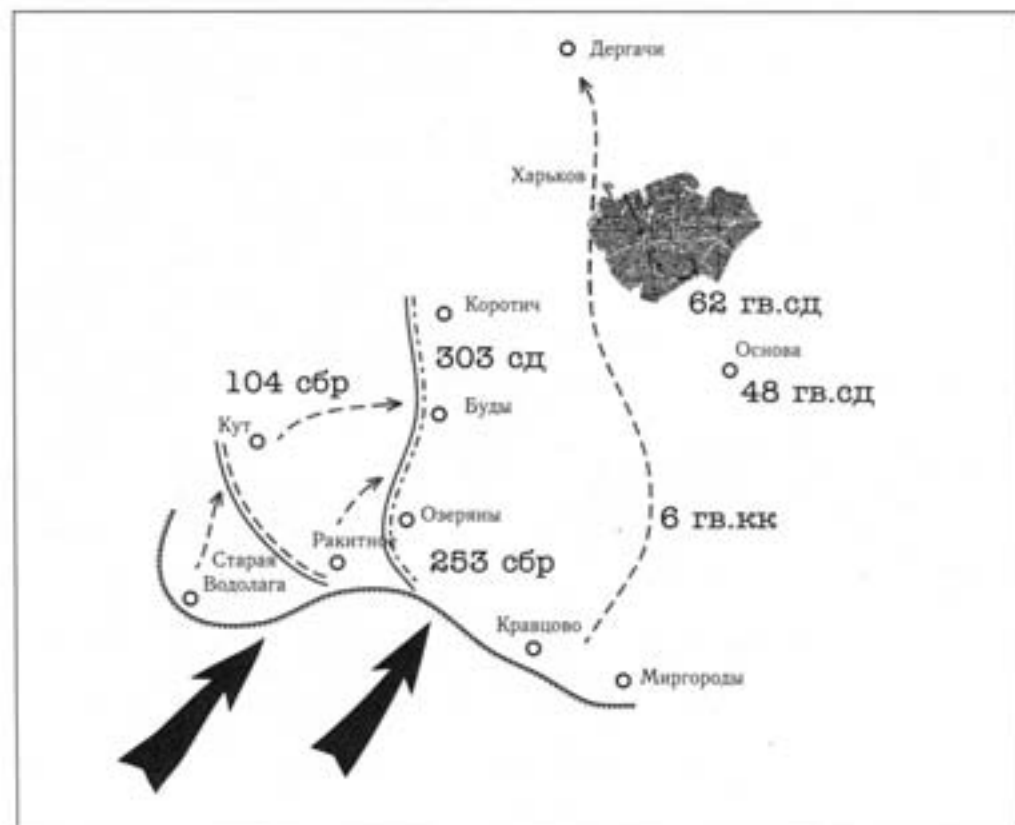 Дергачи
Харьков
62 гв.сд
Коротич
303 сд
Основа
48 гв.сд
104 сбр
Буды
Кут
Озеряны
6 гв.кк
Ракитное
253 сбр
Старая
Водолага
Кравцово
Миргороды